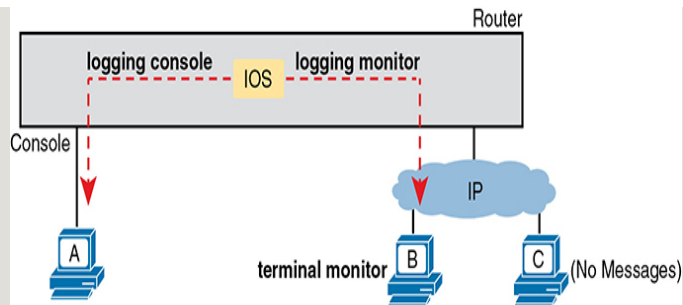 Router
logging console
IOS
logging monitor
Console
IP
A
terminal monitor
B
C
(No Messages)